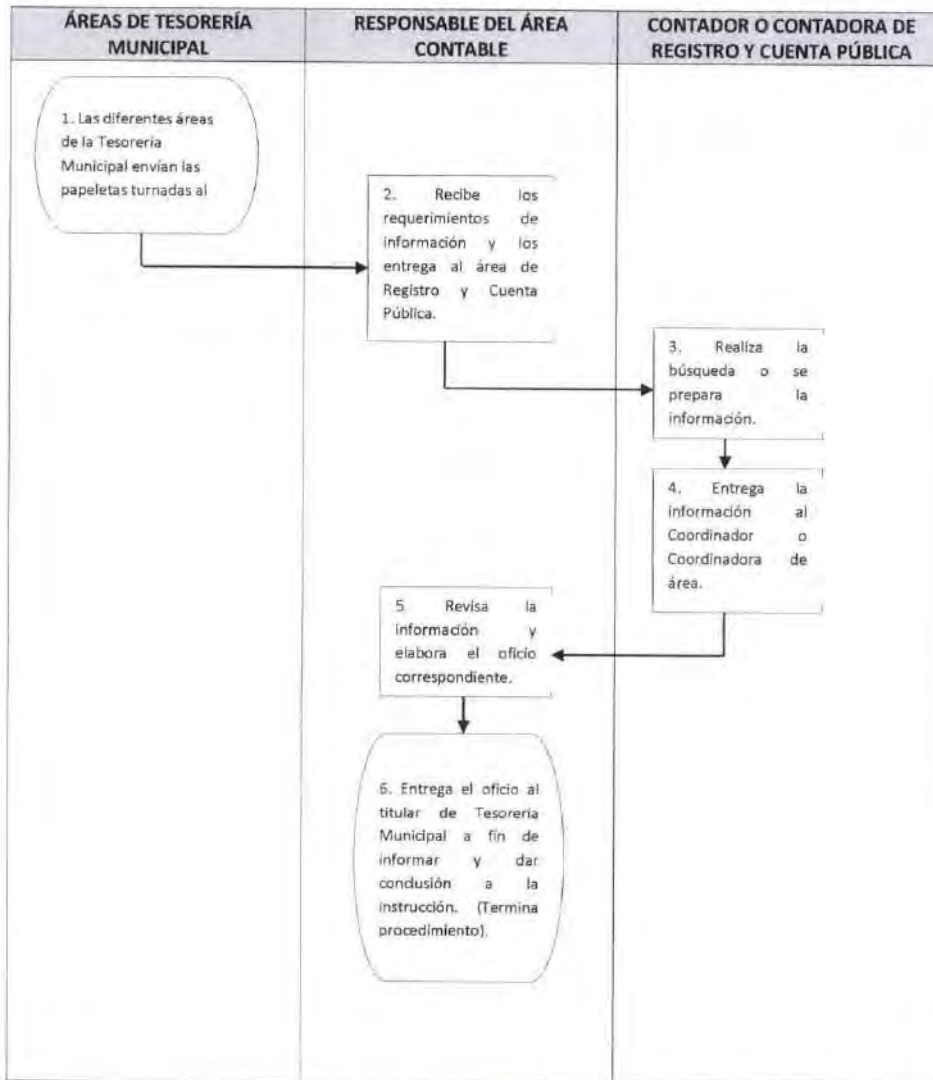 ÁREAS DE TESORERÍA
MUNICIPAL
RESPONSABLE DEL ÁREA
CONTABLE
CONTADOR O CONTADORA DE
REGISTRO Y CUENTA PÚBLICA
1. Las diferentes áreas
de la Tesorería
Municipal envían las
papeletas turnadas al
2. Recibe los
requerimientos de
información y los
entrega al área de
Registro y Cuenta
Pública.
3. Realiza la
búsqueda o se
prepara la
información.
4. Entrega la
información al
Coordinador o
Coordinadora de
área.
5. Revisa la
información y
elabora el oficio
correspondiente.
6. Entrega el oficio al
titular de Tesorería
Municipal a fin de
informar y dar
conclusión a la
instrucción. (Termina
procedimiento).